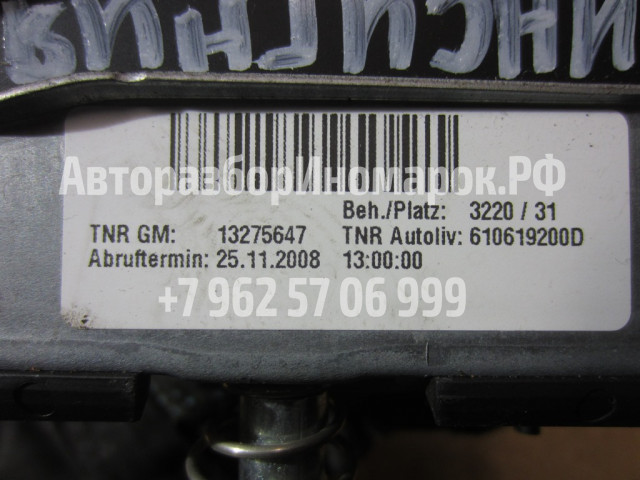 ИНСИГНИЯ
АвторазборИномарок.РФ
Beh./Platz: 3220 / 31
TNR GM: 13275647 TNR Autoliv: 610619200D
Abruftermin: 25.11.2008 13:00:00
+7 962 57 06 999